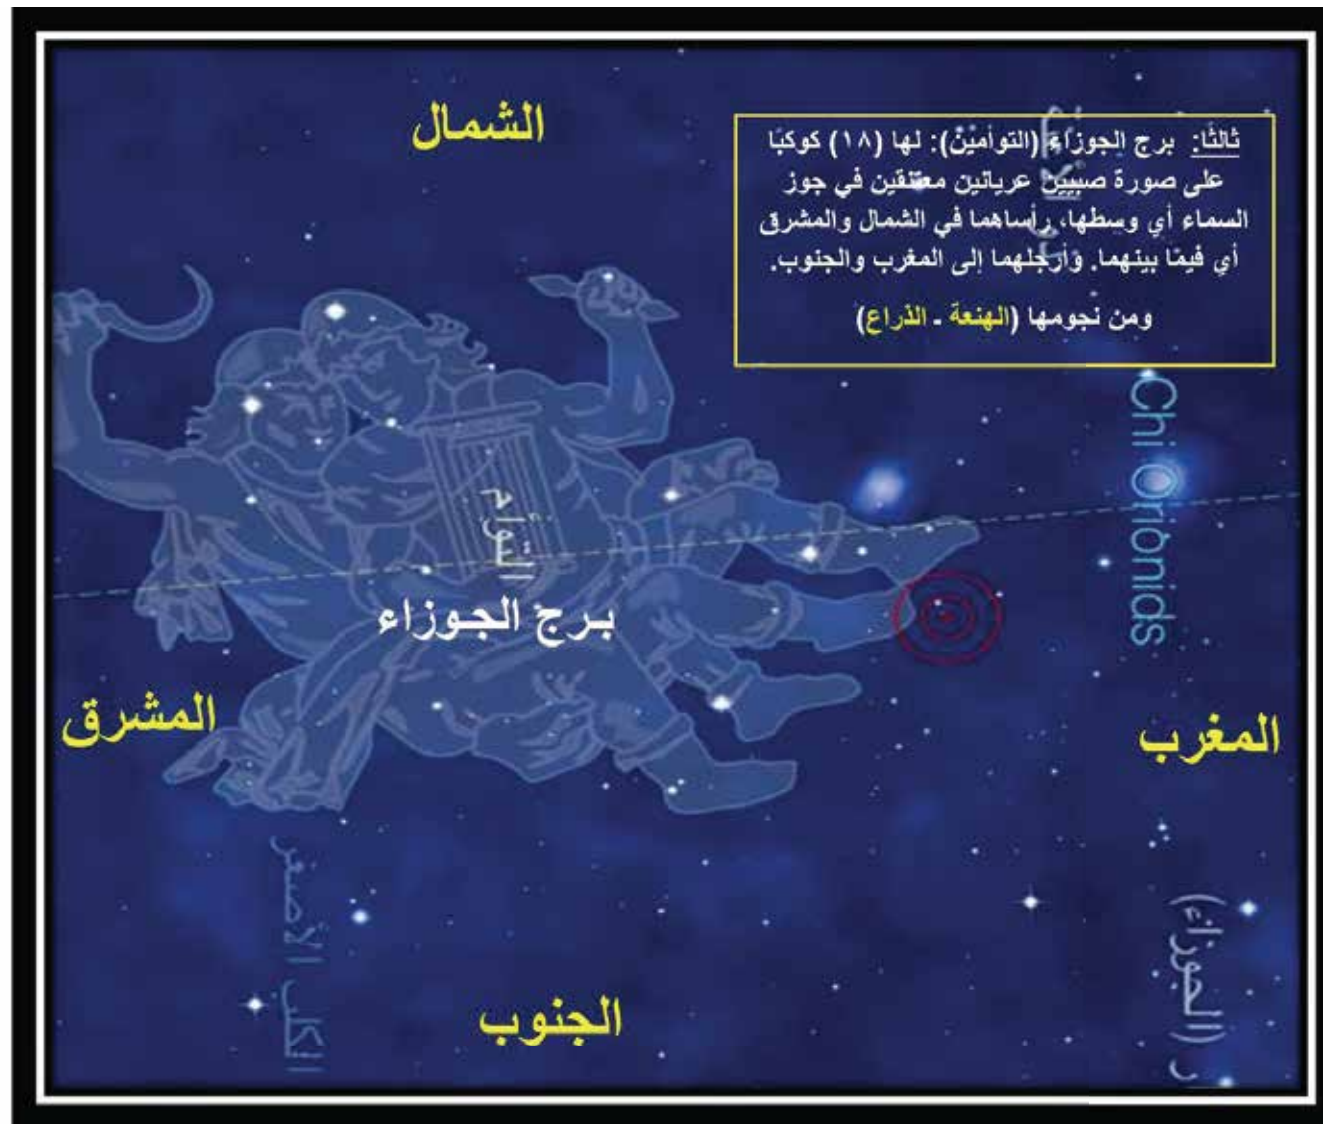 الشمال
ثالثًا: برج الجوزاء (التوأميْن): لها (١٨) كوكبًا
على صورة صبيين عريانين معتنقين في جوز
السماء أي وسطها، رأساهما في الشمال والمشرق
أي فيما بينهما. وأرجلهما إلى المغرب والجنوب.
ومن نجومها (الهنعة - الذراع)
Chi Orionids
التوأم
برج الجوزاء
المشرق
المغرب
الكلب الأصغر
ر (الجوزاء)
الجنوب